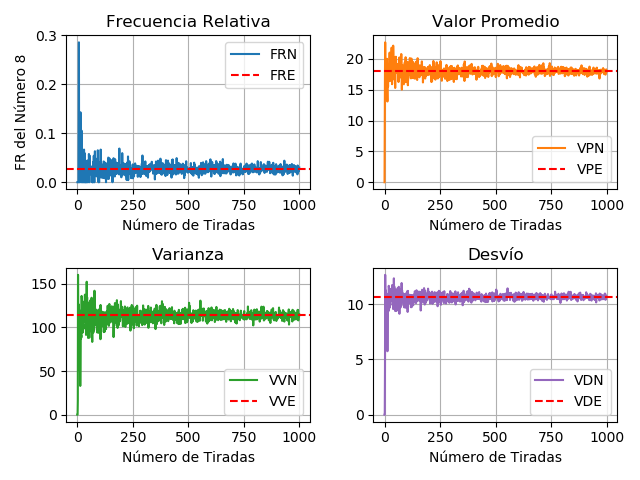 Frecuencia Relativa
FR del Número 8
0.3
0.2
0.1
0.0
FRN
FRE
0 250 500 750 1000
Número de Tiradas
Valor Promedio
20
15
10
5
0
VPN
VPE
0 250 500 750 1000
Número de Tiradas
Varianza
150
100
50
0
VVN
VVE
0 250 500 750 1000
Número de Tiradas
Desvío
10
5
0
VDN
VDE
0 250 500 750 1000
Número de Tiradas